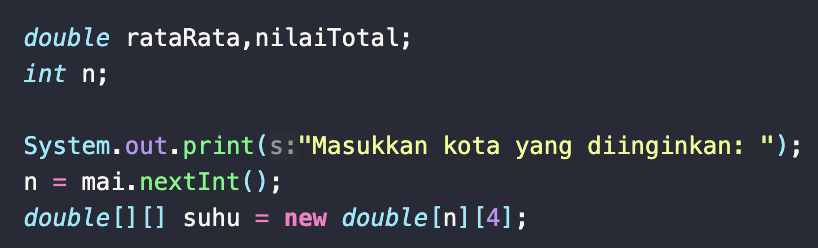 double rataRata,nilaiTotal;
int n;
System.out.print(s:"Masukkan kota yang diinginkan: ");
n = mai.nextInt();
double[][] suhu = new double[n][4];